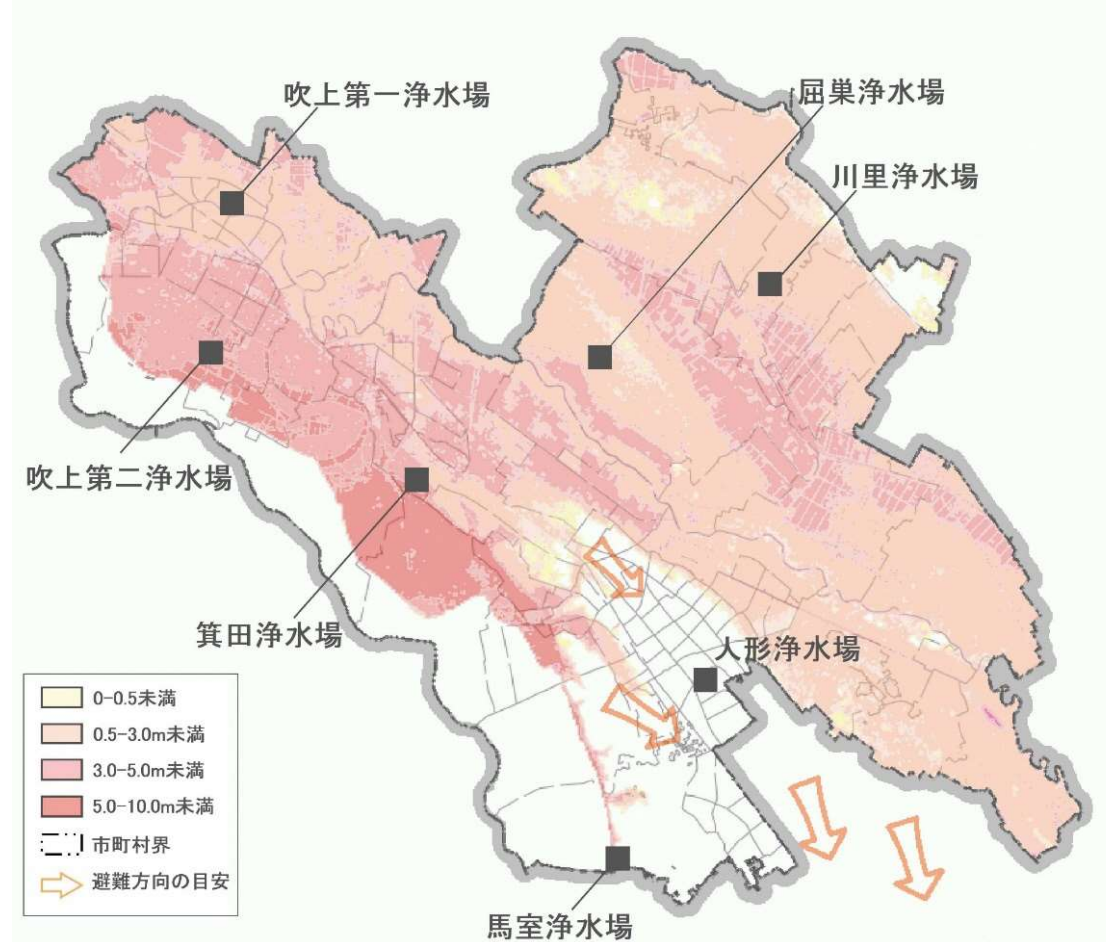 吹上第一浄水場
屈巣浄水場
川里浄水場
吹上第二浄水場
箕田浄水場
人形浄水場
馬室浄水場
0-0.5未満
0.5-3.0m未満
3.0-5.0m未満
5.0-10.0m未満
市町村界
避難方向の目安